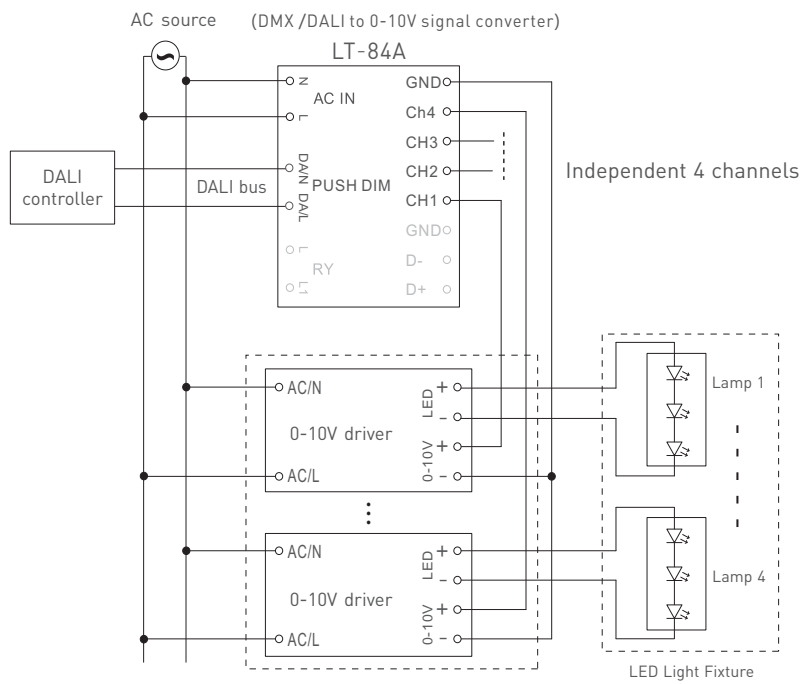 AC source
(DMX /DALI to 0-10V signal converter)
LT-84A
N
AC IN
L
GND
Ch4
CH3
CH2
CH1
GND
D-
D+
DA/N
DA/L
PUSH DIM
L
RY
L1
DALI
controller
DALI bus
Independent 4 channels
AC/N
0-10V driver
AC/L
LED
+
-
0-10V
+
-
Lamp 1
AC/N
0-10V driver
AC/L
LED
+
-
0-10V
+
-
Lamp 4
LED Light Fixture